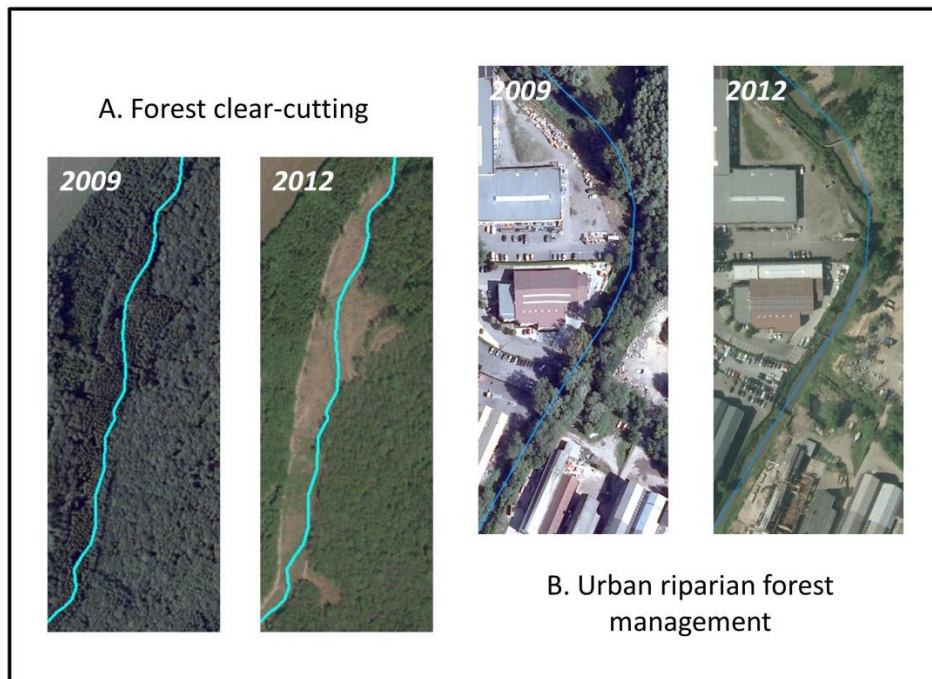 A. Forest clear-cutting
2009
2012
2009
2012
B. Urban riparian forest
management